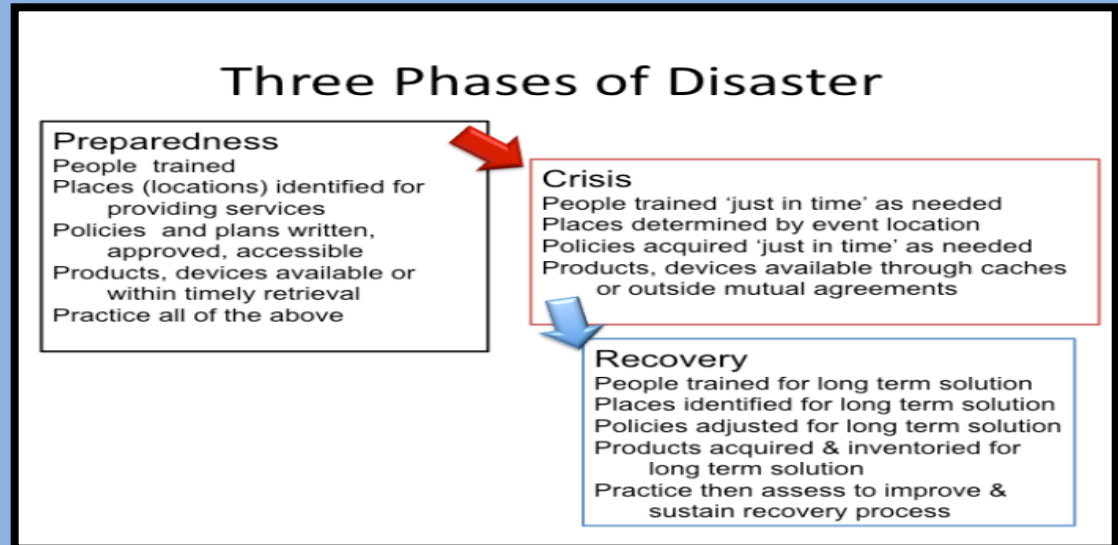 Three Phases of Disaster
Preparedness
People trained
Places (locations) identified for
providing services
Policies and plans written,
approved, accessible
Products, devices available or
within timely retrieval
Practice all of the above
Crisis
People trained ‘just in time’ as needed
Places determined by event location
Policies acquired ‘just in time’ as needed
Products, devices available through caches
or outside mutual agreements
Recovery
People trained for long term solution
Places identified for long term solution
Policies adjusted for long term solution
Products acquired & inventoried for
long term solution
Practice then assess to improve &
sustain recovery process